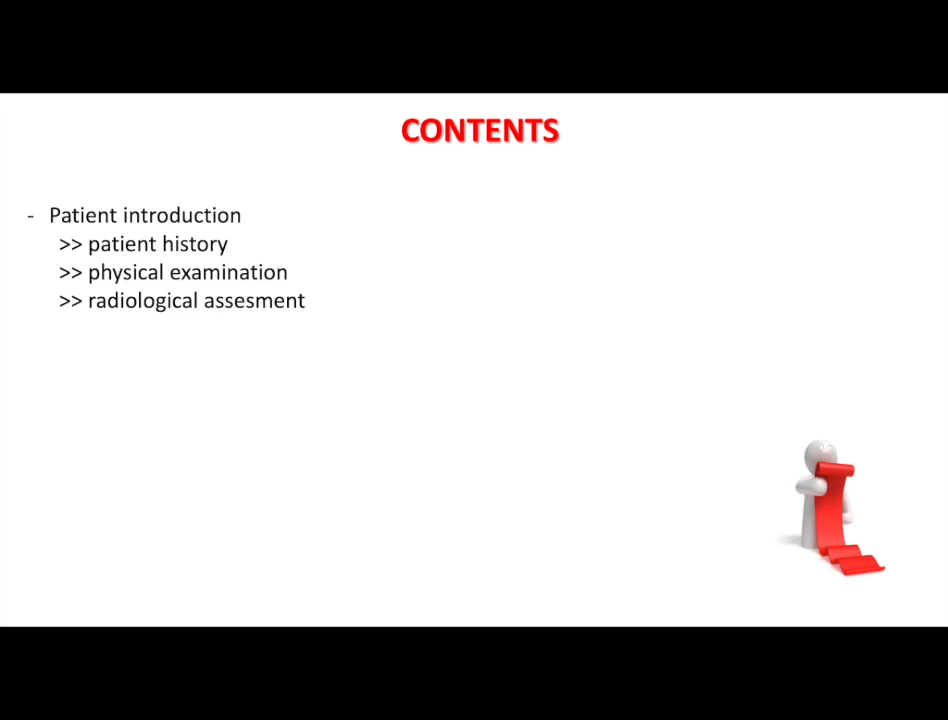 CONTENTS
- Patient introduction
>> patient history
>> physical examination
>> radiological assesment